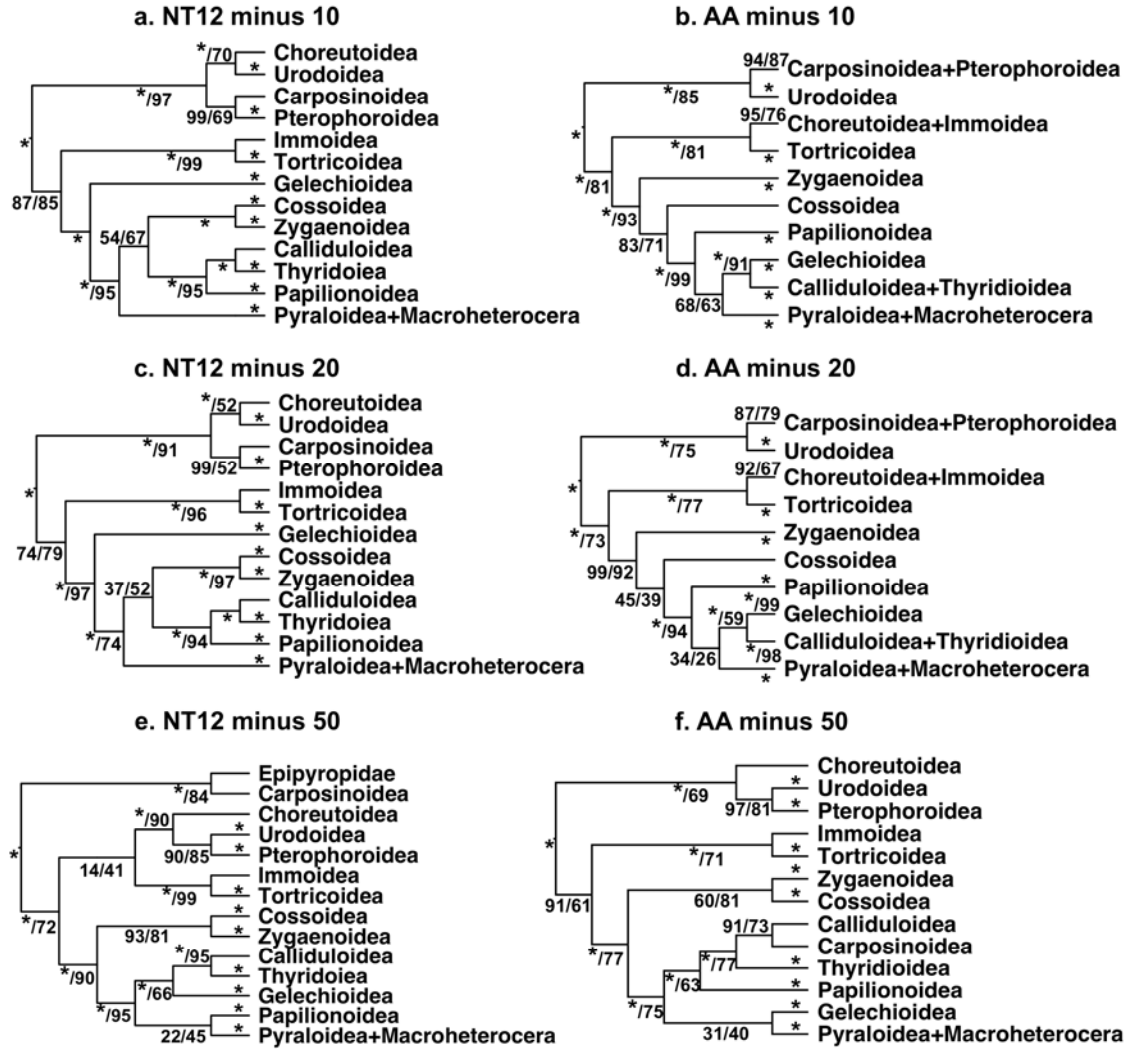 a. NT12 minus 10
*/70
Choreutoidea
*
Urodoidea
*/97
Carposinoidea
99/69
*
Pterophoroidea
*
Immoidea
*/99
*
Tortricoidea
87/85
*
Gelechioidea
*
*
Cossoidea
54/67
*
*
Zygaenoidea
Calliduloidea
*
*
Thyridoiea
*/95
*/95
*
Papilionoidea
*
Pyraloidea+Macroheterocera
b. AA minus 10
94/87
Carposinoidea+Pterophoroidea
*/85
*
Urodoidea
95/76
*
Choreutoidea+Immoidea
*/81
*
Tortricoidea
*/81
Zygaenoidea
*
*/93
Cossoidea
83/71
Papilionoidea
*
*/99
*/91
Gelechioidea
*
68/63
Calliduloidea+Thyridioidea
*
Pyraloidea+Macroheterocera
*
c. NT12 minus 20
*/52
Choreutoidea
*
Urodoidea
*/91
Carposinoidea
99/52
*
Pterophoroidea
*
Immoidea
*/96
*
Tortricoidea
74/79
*
Gelechioidea
*/97
*
Cossoidea
37/52
*/97
*
Zygaenoidea
Calliduloidea
*
*
Thyridoiea
*/74
*/94
Papilionoidea
*
Pyraloidea+Macroheterocera
d. AA minus 20
87/79
Carposinoidea+Pterophoroidea
*/75
*
Urodoidea
92/67
*
Choreutoidea+Immoidea
*/77
*
Tortricoidea
*/73
Zygaenoidea
*
99/92
Cossoidea
45/39
Papilionoidea
*
*/94
*/59
*/99
Gelechioidea
34/26
Calliduloidea+Thyridioidea
*/98
Pyraloidea+Macroheterocera
*
e. NT12 minus 50
Epipyropidae
*/84
Carposinoidea
*/90
Choreutoidea
*
Urodoidea
*
90/85
*
Pterophoroidea
14/41
Immoidea
*/99
*
Tortricoidea
*/72
*
Cossoidea
93/81
*
Zygaenoidea
*/90
*/95
Calliduloidea
*
Thyridoiea
*/66
Gelechioidea
*/95
*
Papilionoidea
22/45
*
Pyraloidea+Macroheterocera
f. AA minus 50
Choreutoidea
*/69
*
Urodoidea
97/81
*
Pterophoroidea
*
*
Immoidea
*/71
*
Tortricoidea
*
Zygaenoidea
91/61
60/81
*
Cossoidea
91/73
Calliduloidea
*/77
Carposinoidea
*/77
*
Thyridioidea
*/63
*
Papilionoidea
*/75
*
Gelechioidea
31/40
*
Pyraloidea+Macroheterocera